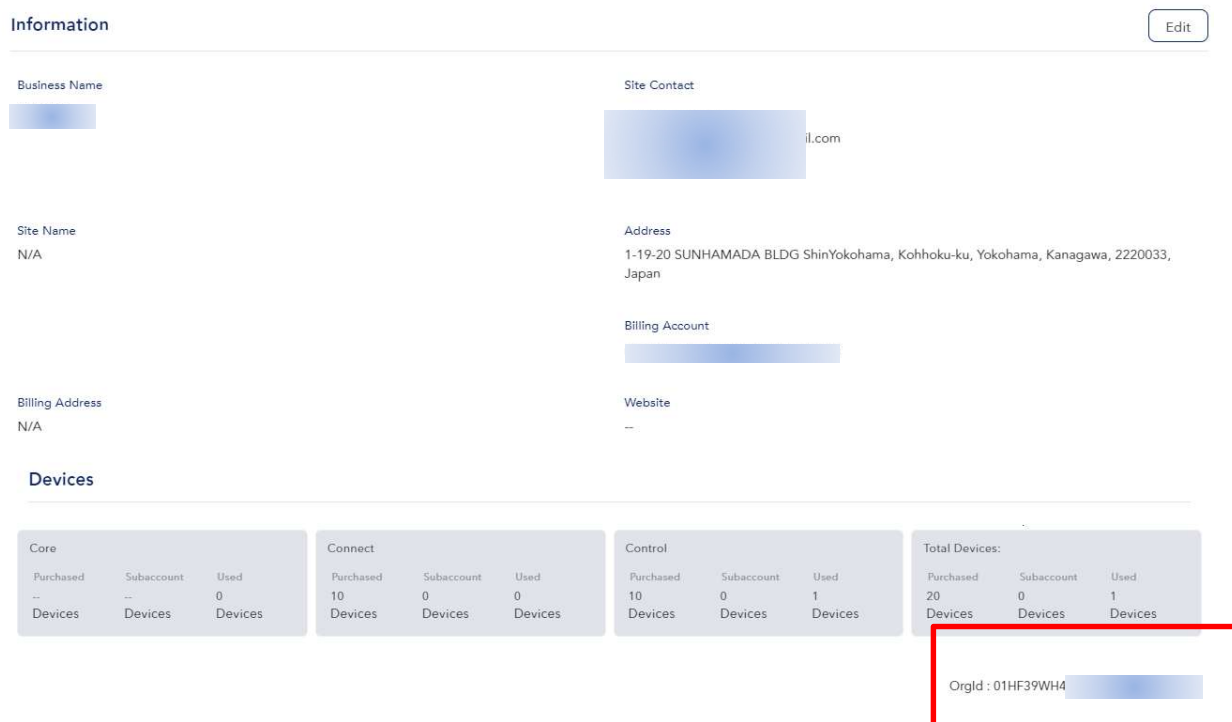 Information
Edit
Business Name
Site Contact
il.com
Site Name
N/A
Address
1-19-20 SUNHAMADA BLDG ShinYokohama, Kohhoku-ku, Yokohama, Kanagawa, 2220033,
Japan
Billing Account
Billing Address
N/A
Website
--
Devices
Core
Purchased Subaccount Used
-- -- 0
Devices Devices Devices
Connect
Purchased Subaccount Used
10 0 0
Devices Devices Devices
Control
Purchased Subaccount Used
10 0 1
Devices Devices Devices
Total Devices:
Purchased Subaccount Used
20 0 1
Devices Devices Devices
OrgId : 01HF39WH4